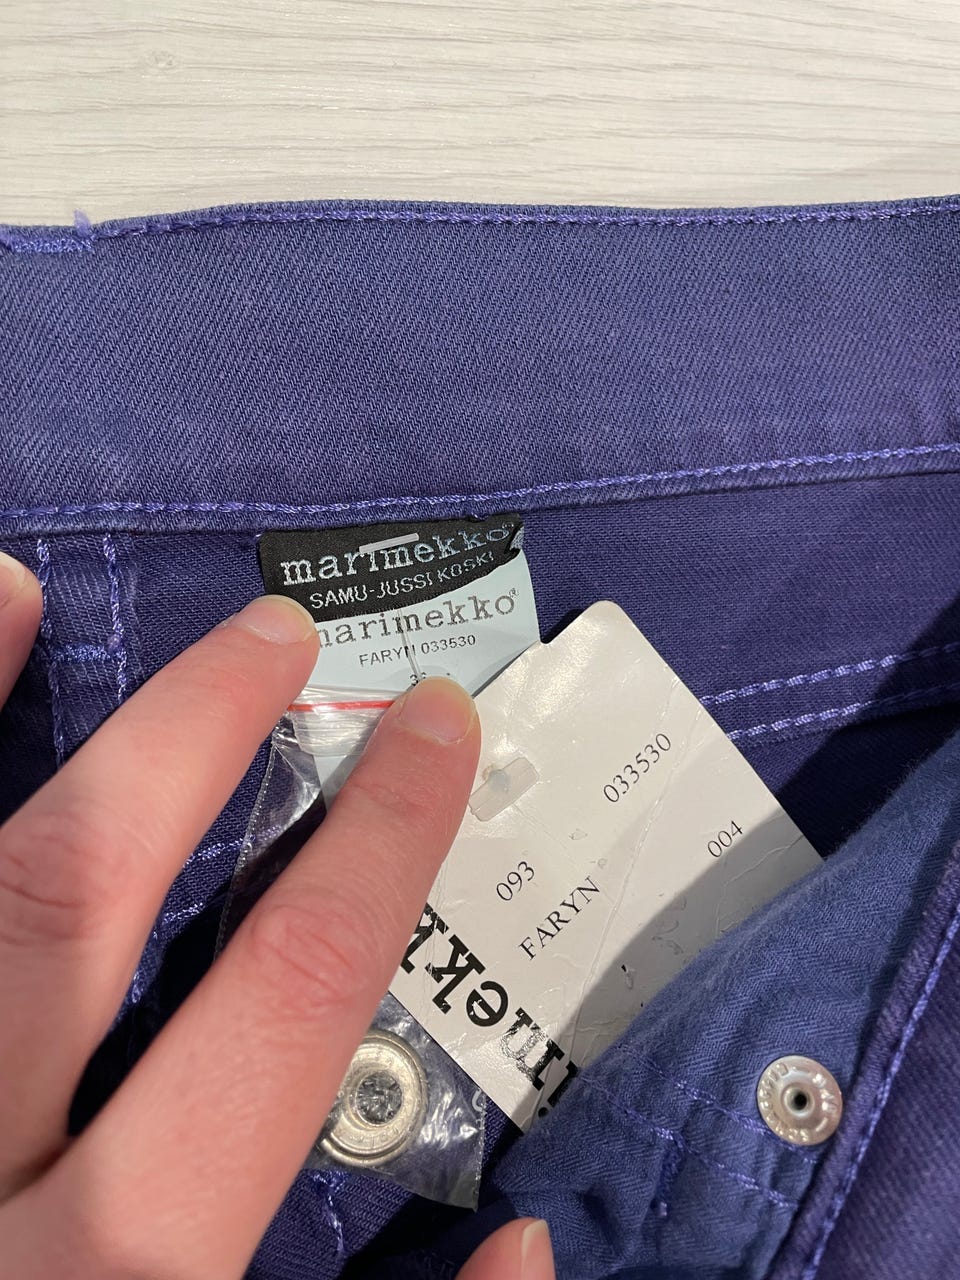 marimekko®
SAMU-JUSSI KOSKI
marimekko®
FARYN 033530
033530
004
093
FARYN